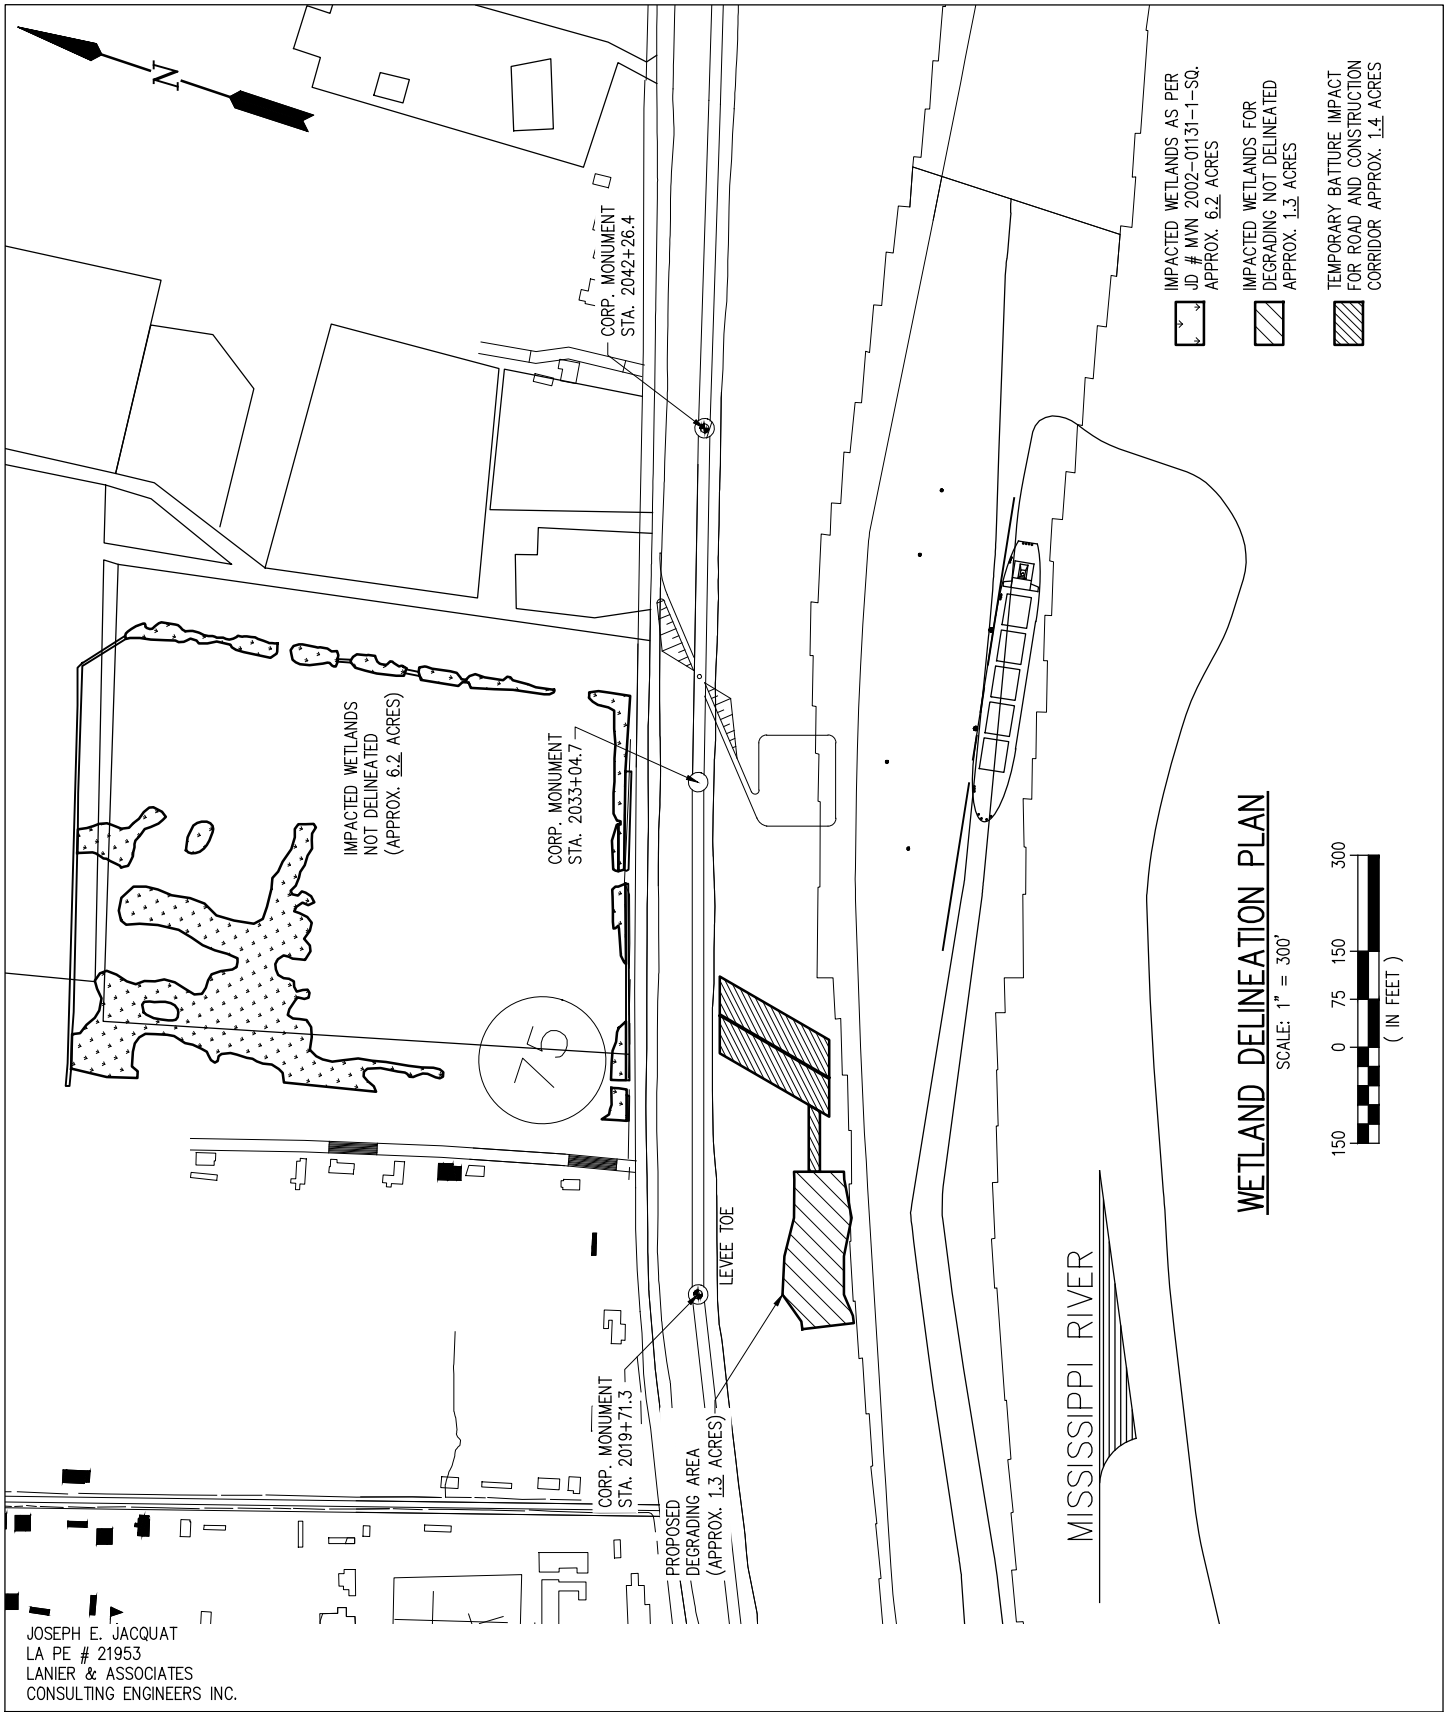 N
CORP. MONUMENT
STA. 2042+26.4
IMPACTED WETLANDS AS PER
JD # MVN 2002-01131-1-SQ.
APPROX. 6.2 ACRES
IMPACTED WETLANDS FOR
DEGRADING NOT DELINEATED
APPROX. 1.3 ACRES
TEMPORARY BATTURE IMPACT
FOR ROAD AND CONSTRUCTION
CORRIDOR APPROX. 1.4 ACRES
IMPACTED WETLANDS
NOT DELINEATED
(APPROX. 6.2 ACRES)
CORP. MONUMENT
STA. 2033+04.7
75
LEVEE TOE
CORP. MONUMENT
STA. 2019+71.3
PROPOSED
DEGRADING AREA
(APPROX. 1.3 ACRES)
MISSISSIPPI RIVER
WETLAND DELINEATION PLAN
SCALE: 1" = 300'
150 0 75 150 300
( IN FEET )
JOSEPH E. JACQUAT
LA PE # 21953
LANIER & ASSOCIATES
CONSULTING ENGINEERS INC.